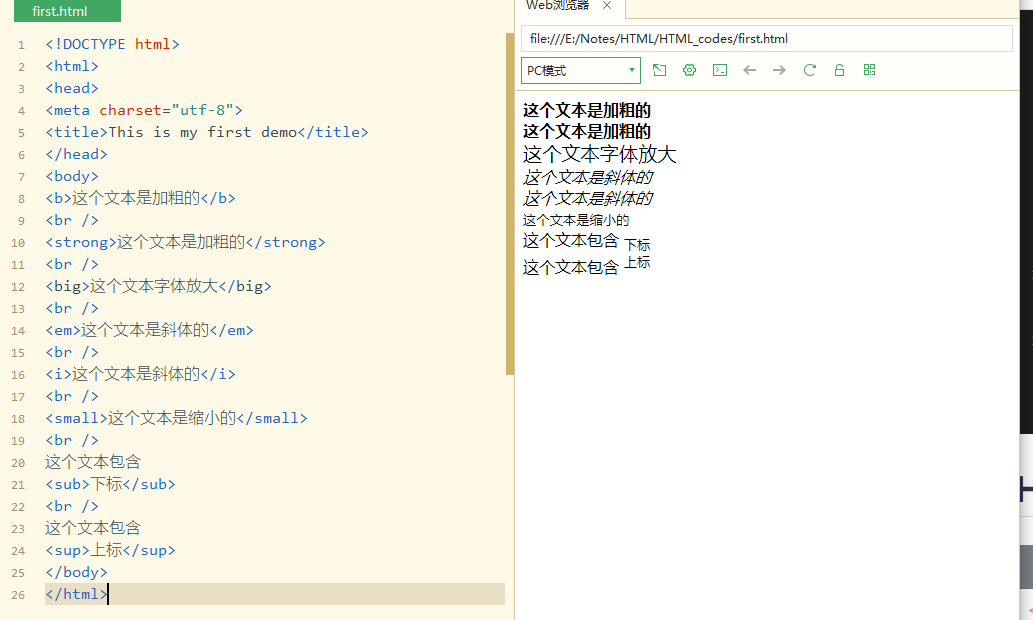 first.html
1 <!DOCTYPE html>
2 <html>
3 <head>
4 <meta charset="utf-8">
5 <title>This is my first demo</title>
6 </head>
7 <body>
8 <b>这个文本是加粗的</b>
9 <br />
10 <strong>这个文本是加粗的</strong>
11 <br />
12 <big>这个文本字体放大</big>
13 <br />
14 <em>这个文本是斜体的</em>
15 <br />
16 <i>这个文本是斜体的</i>
17 <br />
18 <small>这个文本是缩小的</small>
19 <br />
20 这个文本包含
21 <sub>下标</sub>
22 <br />
23 这个文本包含
24 <sup>上标</sup>
25 </body>
26 </html>
Web浏览器
file:///E:/Notes/HTML/HTML_codes/first.html
PC模式
这个文本是加粗的
这个文本是加粗的
这个文本字体放大
这个文本是斜体的
这个文本是斜体的
这个文本是缩小的
这个文本包含 下标
这个文本包含 上标